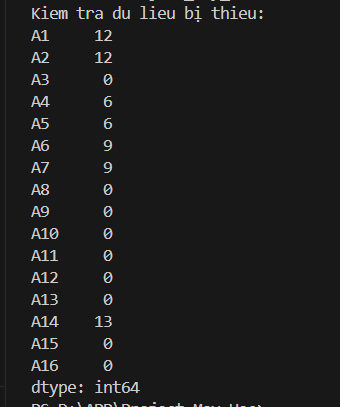 Kiem tra du lieu bị thieu:
A1 12
A2 12
A3 0
A4 6
A5 6
A6 9
A7 9
A8 0
A9 0
A10 0
A11 0
A12 0
A13 0
A14 13
A15 0
A16 0
dtype: int64